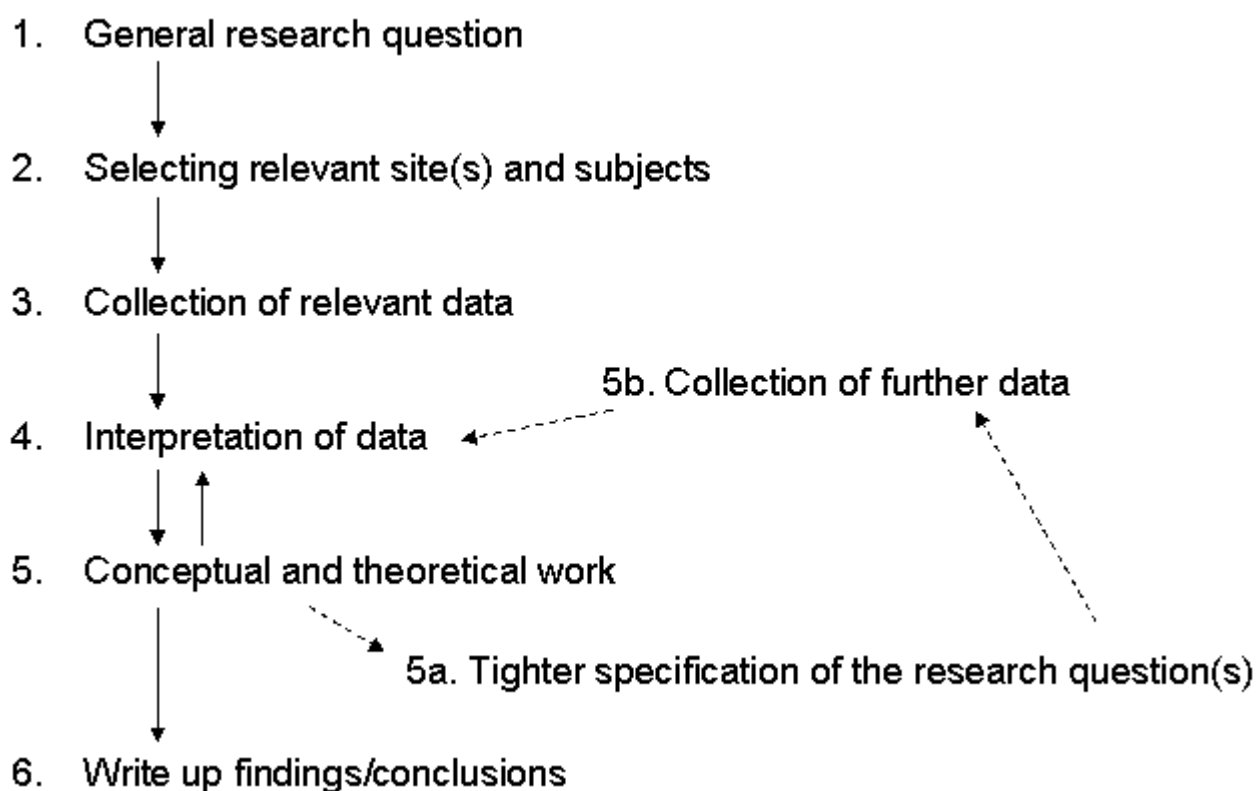 1. General research question
2. Selecting relevant site(s) and subjects
3. Collection of relevant data
5b. Collection of further data
4. Interpretation of data
5. Conceptual and theoretical work
5a. Tighter specification of the research question(s)
6. Write up findings/conclusions